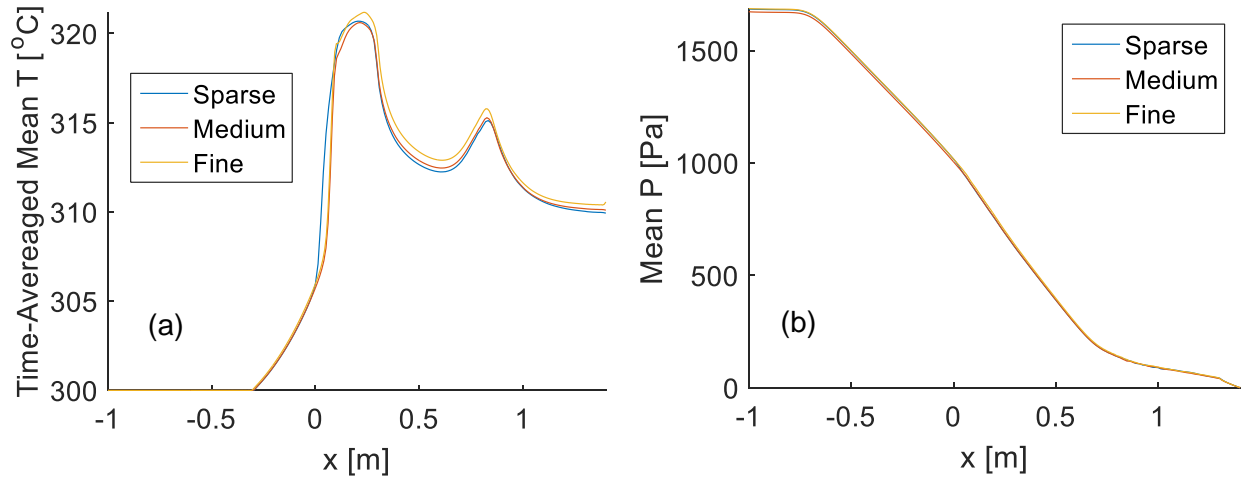 Time-Avereaged Mean T [°C]
320
315
310
305
300
-1
-0.5
0
0.5
1
x [m]
Sparse
Medium
Fine
(a)
Mean P [Pa]
1500
1000
500
0
-1
-0.5
0
0.5
1
x [m]
Sparse
Medium
Fine
(b)